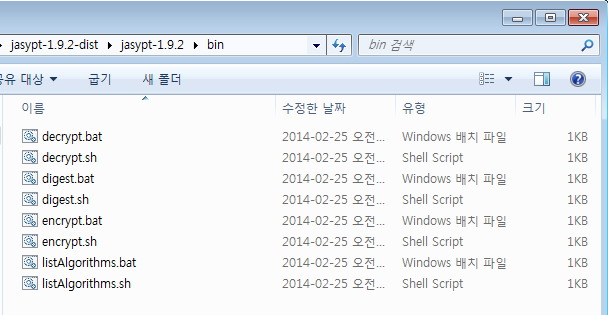 jasypt-1.9.2-dist ▸ jasypt-1.9.2 ▸ bin
bin 검색
공유 대상 굽기 새 폴더
이름 수정한 날짜 유형 크기
decrypt.bat 2014-02-25 오전... Windows 배치 파일 1KB
decrypt.sh 2014-02-25 오전... Shell Script 1KB
digest.bat 2014-02-25 오전... Windows 배치 파일 1KB
digest.sh 2014-02-25 오전... Shell Script 1KB
encrypt.bat 2014-02-25 오전... Windows 배치 파일 1KB
encrypt.sh 2014-02-25 오전... Shell Script 1KB
listAlgorithms.bat 2014-02-25 오전... Windows 배치 파일 1KB
listAlgorithms.sh 2014-02-25 오전... Shell Script 1KB